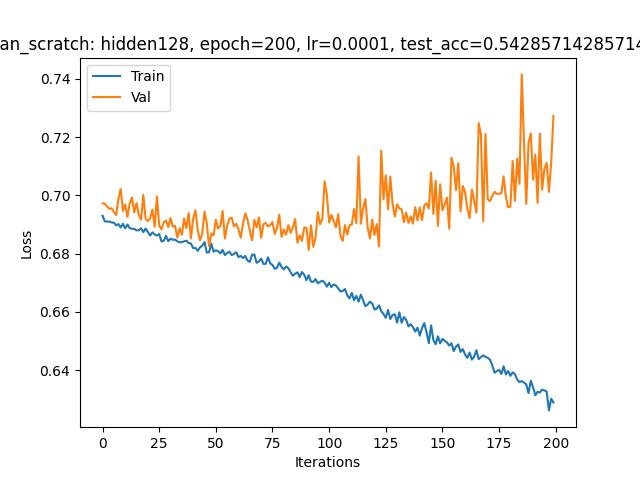 an_scratch: hidden128, epoch=200, lr=0.0001, test_acc=0.54285714285714
Train
Val
0.74
0.72
0.70
0.68
0.66
0.64
Loss
0 25 50 75 100 125 150 175 200
Iterations